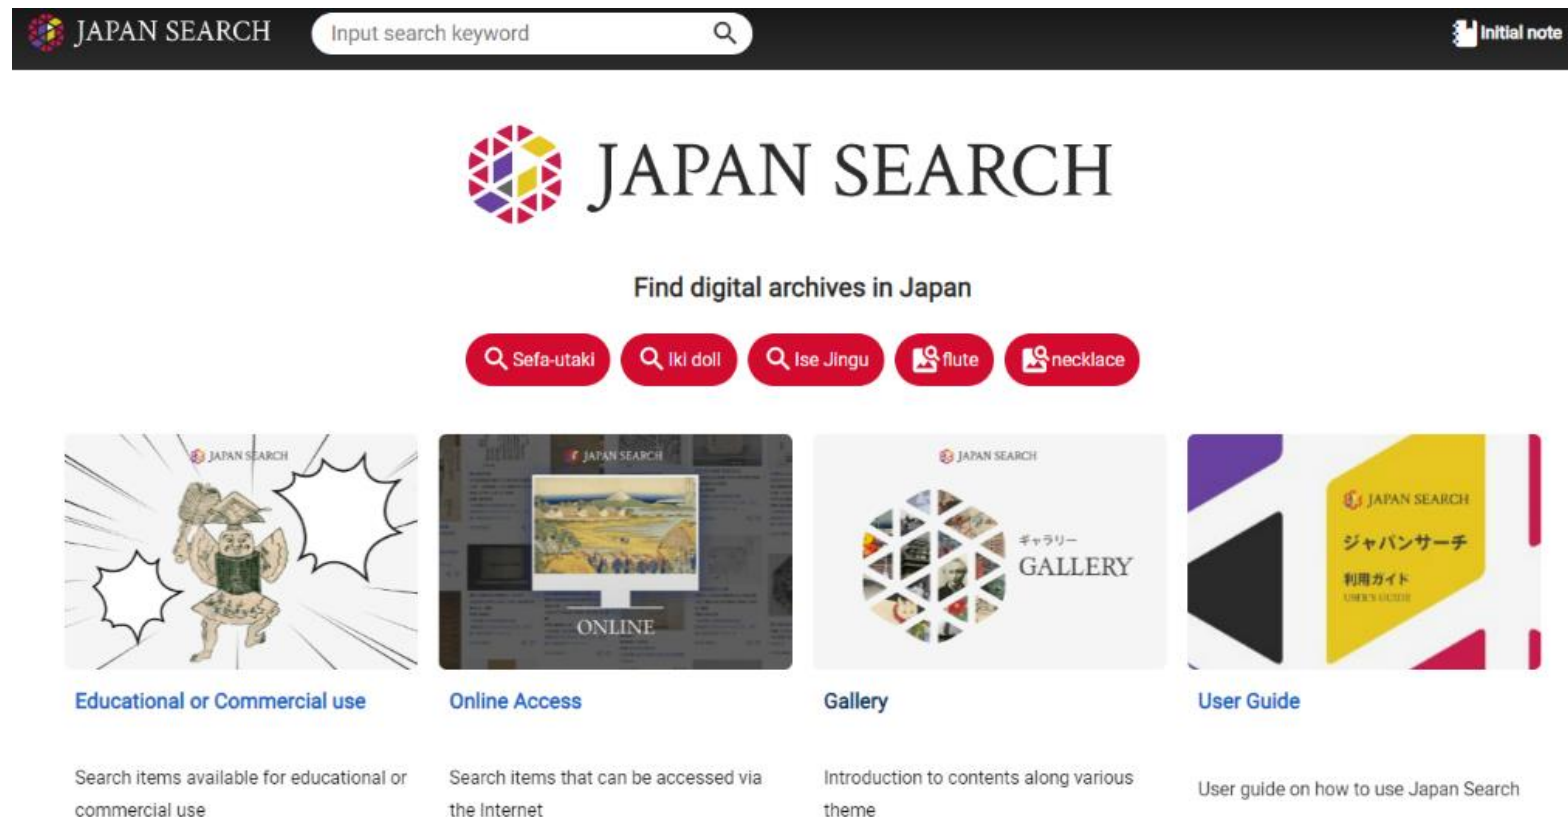 JAPAN SEARCH
Input search keyword
Initial note
JAPAN SEARCH
Find digital archives in Japan
Sefa-utaki
Iki doll
Ise Jingu
flute
necklace
JAPAN SEARCH
JAPAN SEARCH
ONLINE
JAPAN SEARCH
ギャラリー
GALLERY
JAPAN SEARCH
ジャパンサーチ
利用ガイド
USER'S GUIDE
Educational or Commercial use
Online Access
Gallery
User Guide
Search items available for educational or
commercial use
Search items that can be accessed via
the Internet
Introduction to contents along various
theme
User guide on how to use Japan Search